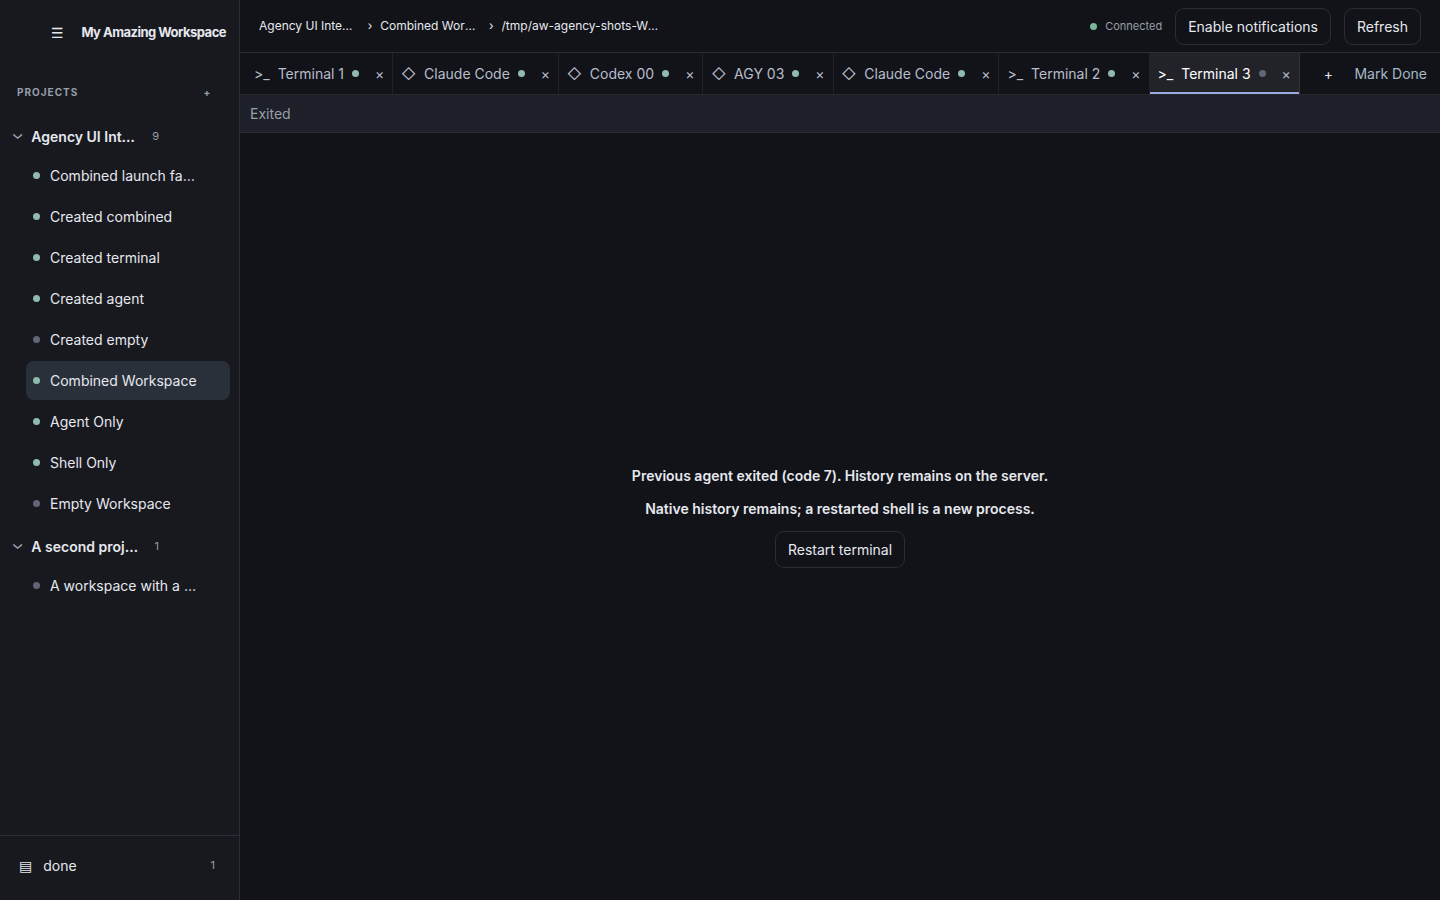 My Amazing Workspace
PROJECTS +
Agency UI Int... 9
Combined launch fa...
Created combined
Created terminal
Created agent
Created empty
Combined Workspace
Agent Only
Shell Only
Empty Workspace
A second proj... 1
A workspace with a ...
done 1
Agency UI Inte... › Combined Wor... › /tmp/aw-agency-shots-W...
Connected Enable notifications Refresh
>_ Terminal 1 × Claude Code × Codex 00 × AGY 03 × Claude Code × >_ Terminal 2 × >_ Terminal 3 × + Mark Done
Exited
Previous agent exited (code 7). History remains on the server.
Native history remains; a restarted shell is a new process.
Restart terminal